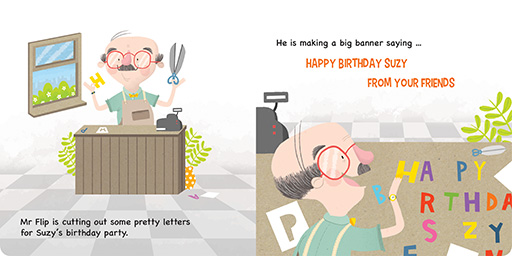 H
Mr Flip is cutting out some pretty letters
for Suzy's birthday party.
He is making a big banner saying ...
HAPPY BIRTHDAY SUZY
FROM YOUR FRIENDS
H A P Y
B I R T H D A
S Z Y
F M